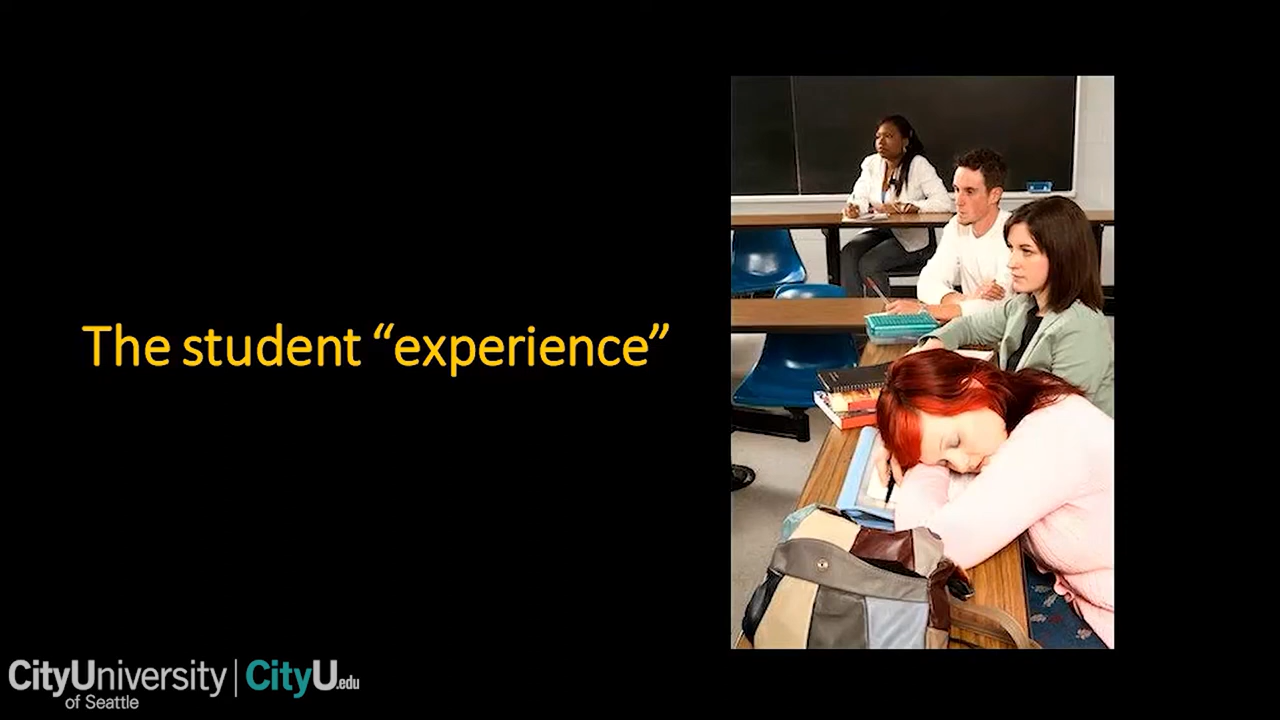 The student “experience”
CityUniversity | CityU.edu
of Seattle